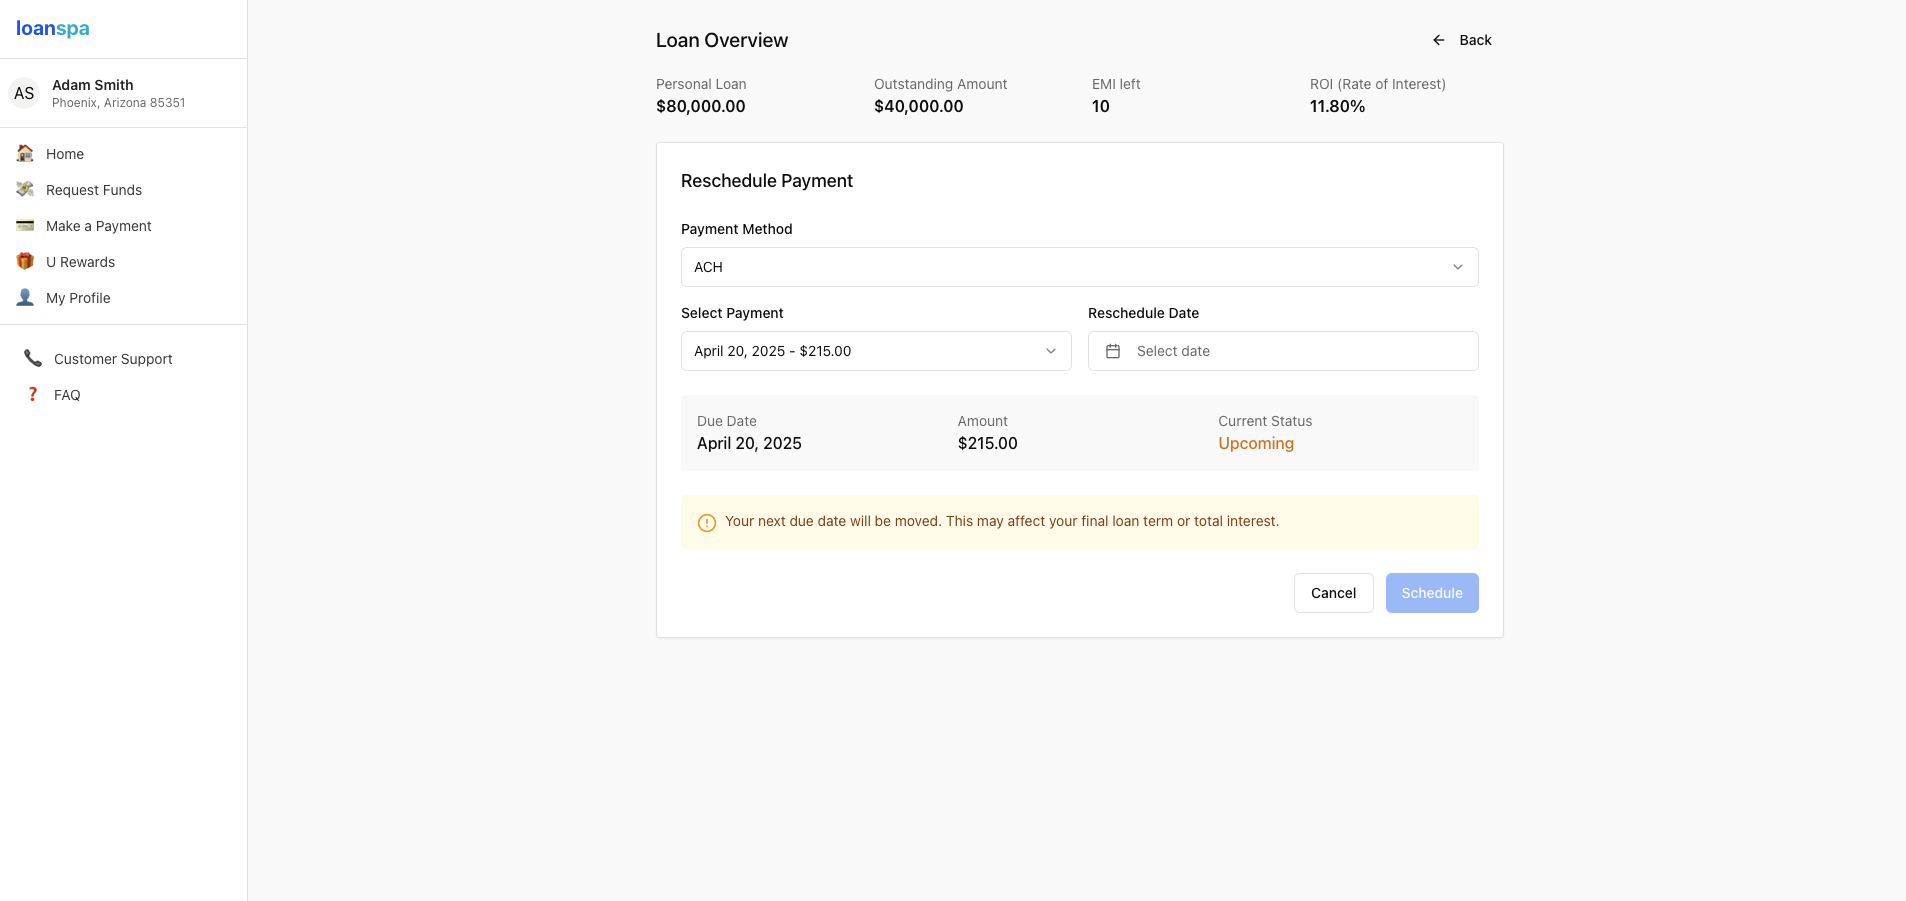 loanspa
AS
Adam Smith
Phoenix, Arizona 85351
Home
Request Funds
Make a Payment
U Rewards
My Profile
Customer Support
FAQ
Loan Overview
Back
Personal Loan
$80,000.00
Outstanding Amount
$40,000.00
EMI left
10
ROI (Rate of Interest)
11.80%
Reschedule Payment
Payment Method
ACH
Select Payment
April 20, 2025 - $215.00
Reschedule Date
Select date
Due Date
April 20, 2025
Amount
$215.00
Current Status
Upcoming
Your next due date will be moved. This may affect your final loan term or total interest.
Cancel
Schedule